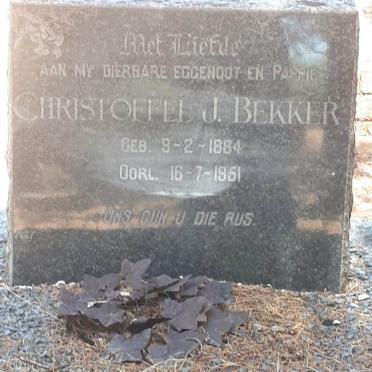 Met Liefde
AAN MY DIERBARE EGGENOOT EN PAPPIE
CHRISTOFFEL J. BEKKER
GEB. 9-2-1884
OORL. 16-7-1951
ONS GUN U DIE RUS.